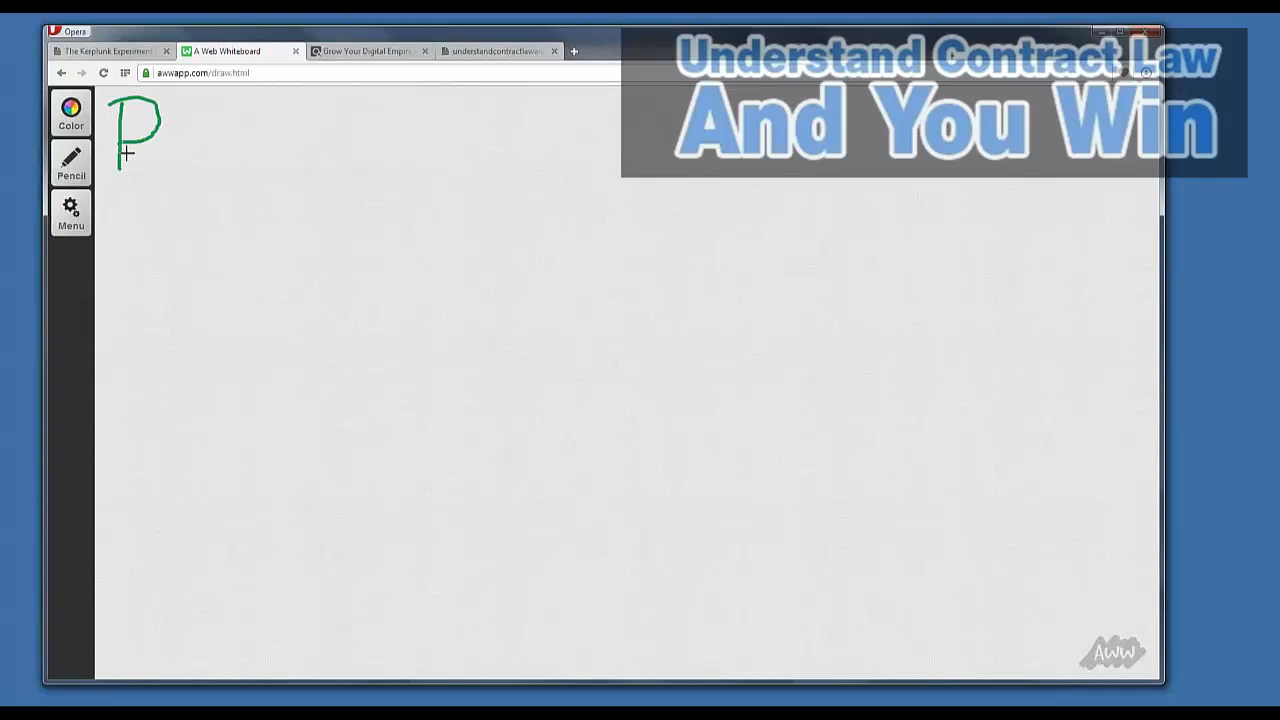 Opera
The Kerplunk Experiment
A Web Whiteboard
Grow Your Digital Empire
understandcontractlawan
awwapp.com/draw.html
Understand Contract Law
And You Win
Color
Pencil
Menu
P
Aww